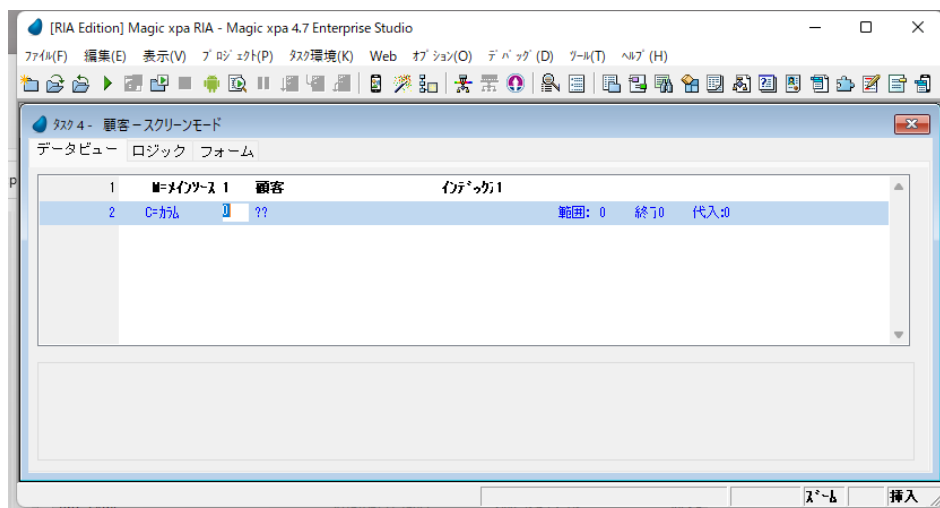 [RIA Edition] Magic xpa RIA - Magic xpa 4.7 Enterprise Studio
ファイル(F) 編集(E) 表示(V) プロジェクト(P) タスク環境(K) Web オプション(O) デバッグ(D) ツール(T) ヘルプ(H)
タスク 4 - 顧客－スクリーンモード
データビュー ロジック フォーム
1 M=メインソース 1 顧客 インデックス: 1
2 C=カラム 0 ?? 範囲: 0 終了: 0 代入: 0
ズーム 挿入